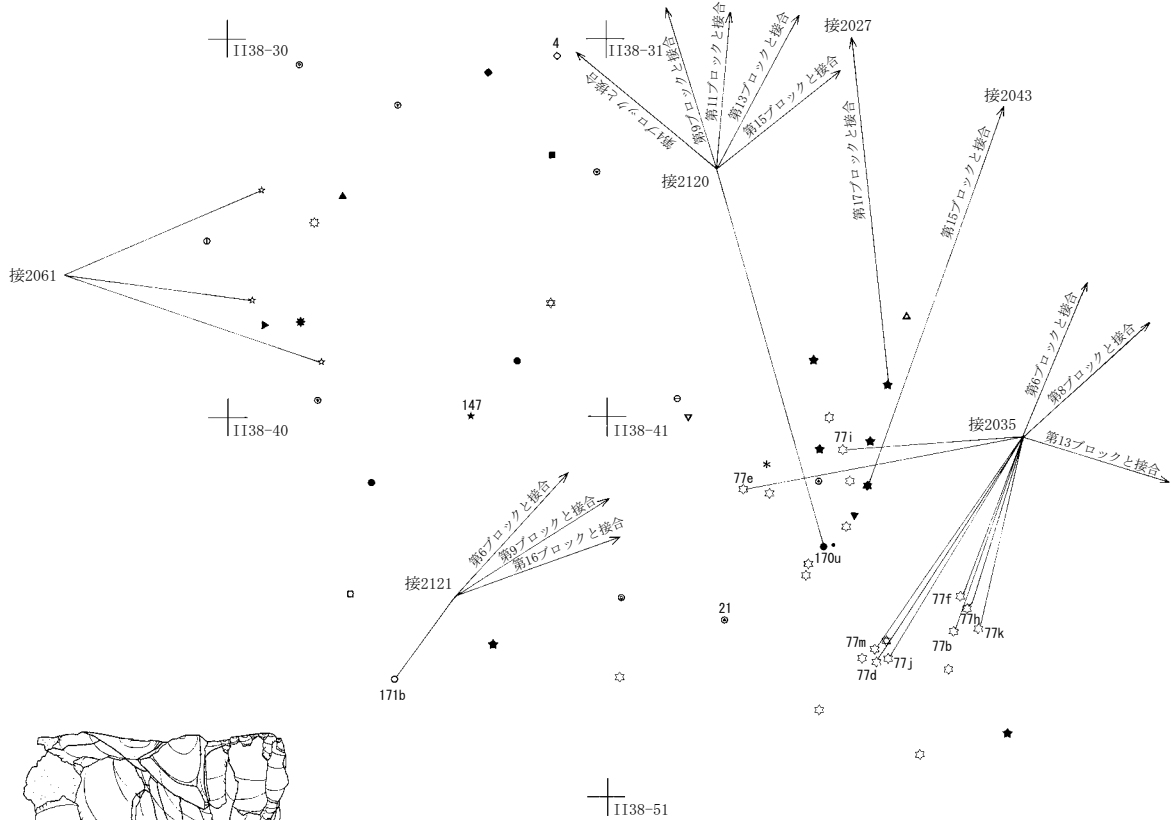 II38-30
4
II38-31
第4ブロックと接合
第9ブロックと接合
第11ブロックと接合
第13ブロックと接合
第15ブロックと接合
接2120
接2027
第17ブロックと接合
接2043
第15ブロックと接合
接2061
II38-40
147
II38-41
77i
77e
接2035
第6ブロックと接合
第8ブロックと接合
第13ブロックと接合
170u
第6ブロックと接合
第9ブロックと接合
第16ブロックと接合
接2121
171b
21
77f
77h
77b
77k
77m
77d
77j
II38-51